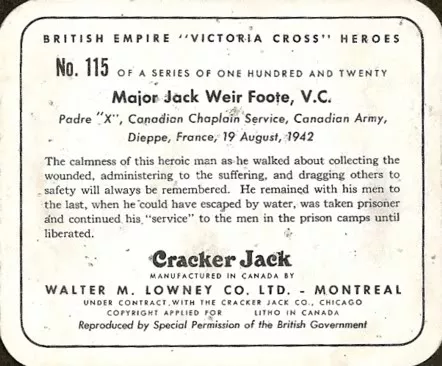 BRITISH EMPIRE "VICTORIA CROSS" HEROES
No. 115 OF A SERIES OF ONE HUNDRED AND TWENTY
Major Jack Weir Foote, V.C.
Padre "X", Canadian Chaplain Service, Canadian Army,
Dieppe, France, 19 August, 1942
The calmness of this heroic man as he walked about collecting the
wounded, administering to the suffering, and dragging others to
safety will always be remembered. He remained with his men to
the last, when he could have escaped by water, was taken prisoner
and continued his "service" to the men in the prison camps until
liberated.
Cracker Jack
MANUFACTURED IN CANADA BY
WALTER M. LOWNEY CO. LTD. - MONTREAL
UNDER CONTRACT WITH THE CRACKER JACK CO., CHICAGO
COPYRIGHT APPLIED FOR LITHO IN CANADA
Reproduced by Special Permission of the British Government